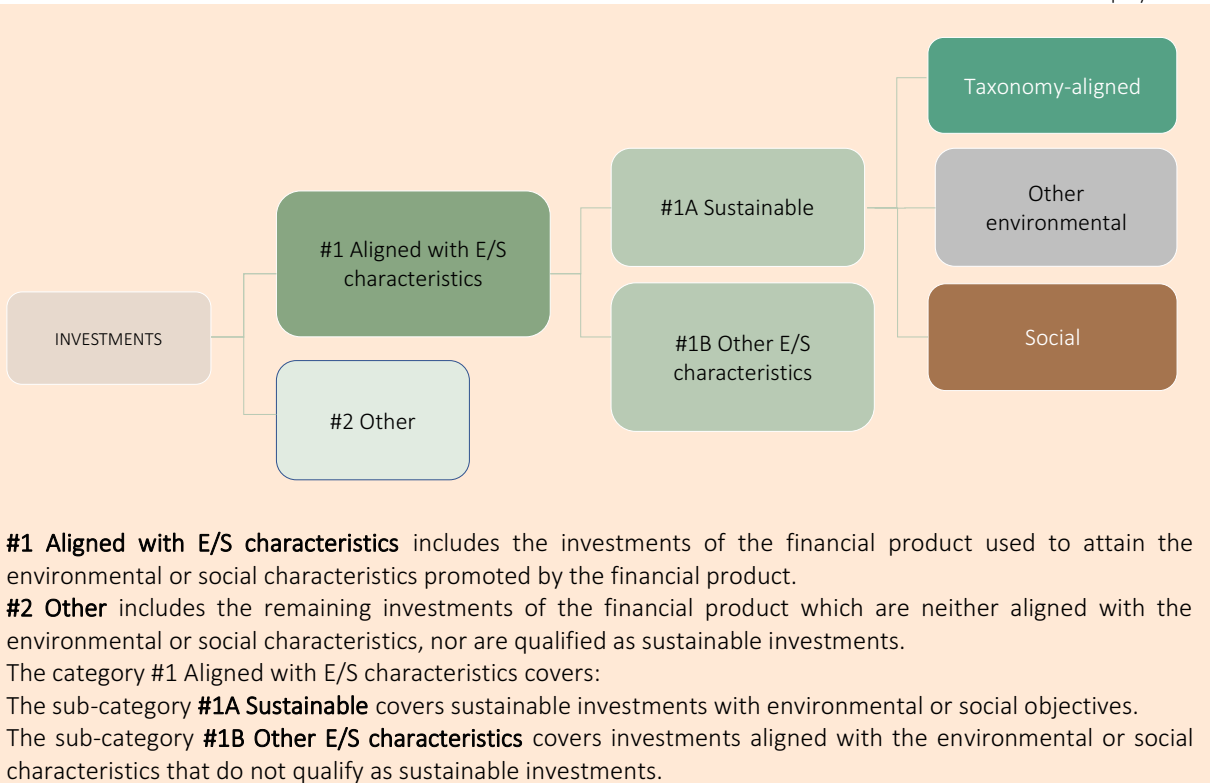 Taxonomy-aligned
#1A Sustainable
Other
environmental
#1 Aligned with E/S
characteristics
INVESTMENTS
#1B Other E/S
characteristics
Social
#2 Other
#1 Aligned with E/S characteristics includes the investments of the financial product used to attain the
environmental or social characteristics promoted by the financial product.
#2 Other includes the remaining investments of the financial product which are neither aligned with the
environmental or social characteristics, nor are qualified as sustainable investments.
The category #1 Aligned with E/S characteristics covers:
The sub-category #1A Sustainable covers sustainable investments with environmental or social objectives.
The sub-category #1B Other E/S characteristics covers investments aligned with the environmental or social
characteristics that do not qualify as sustainable investments.